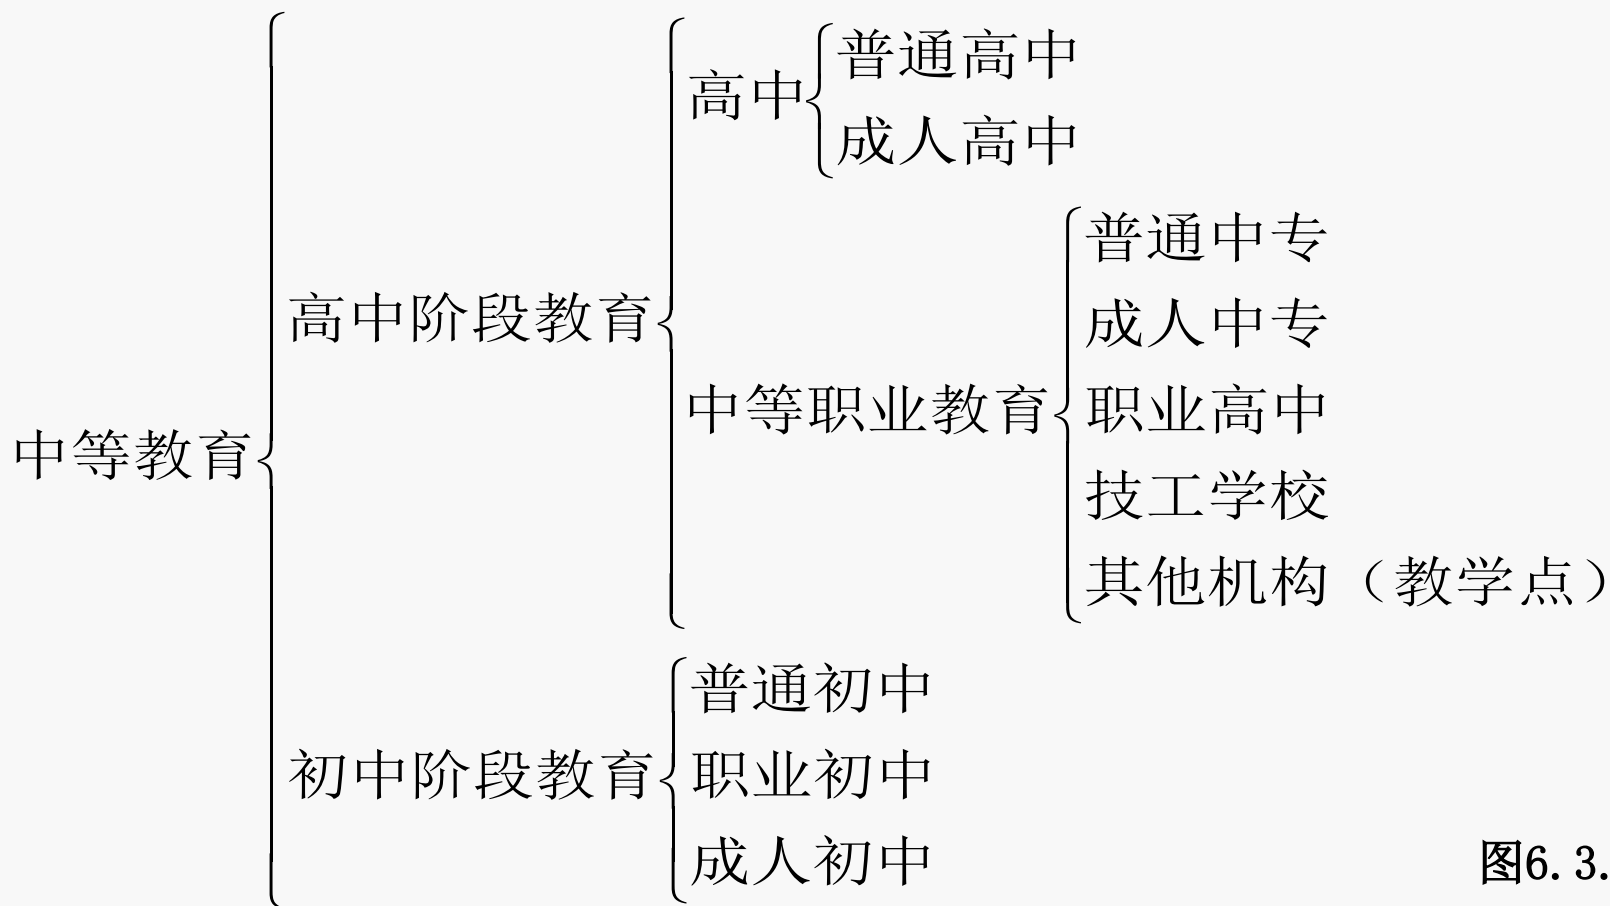 普通高中
高中
成人高中
普通中专
成人中专
高中阶段教育
中等职业教育
职业高中
中等教育
技工学校
其他机构（教学点）
普通初中
初中阶段教育
职业初中
成人初中
图6.3.